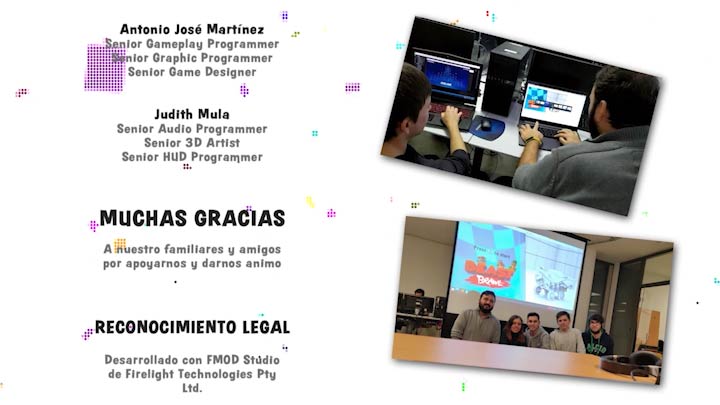 Antonio José Martínez
Senior Gameplay Programmer
Senior Graphic Programmer
Senior Game Designer
Judith Mula
Senior Audio Programmer
Senior 3D Artist
Senior HUD Programmer
MUCHAS GRACIAS
A nuestro familiares y amigos
por apoyarnos y darnos animo
RECONOCIMIENTO LEGAL
Desarrollado con FMOD Studio
de Firelight Technologies Pty
Ltd.